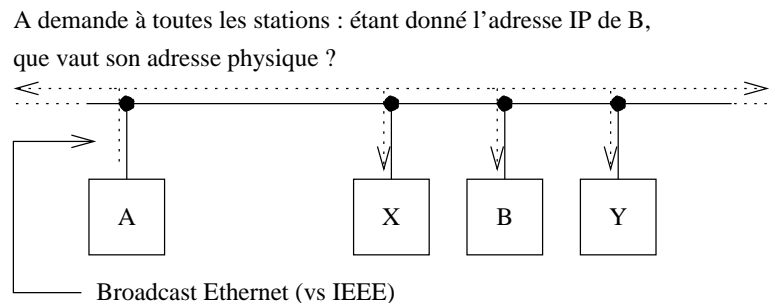 A demande à toutes les stations : étant donné l’adresse IP de B,
que vaut son adresse physique ?
A
X
B
Y
Broadcast Ethernet (vs IEEE)